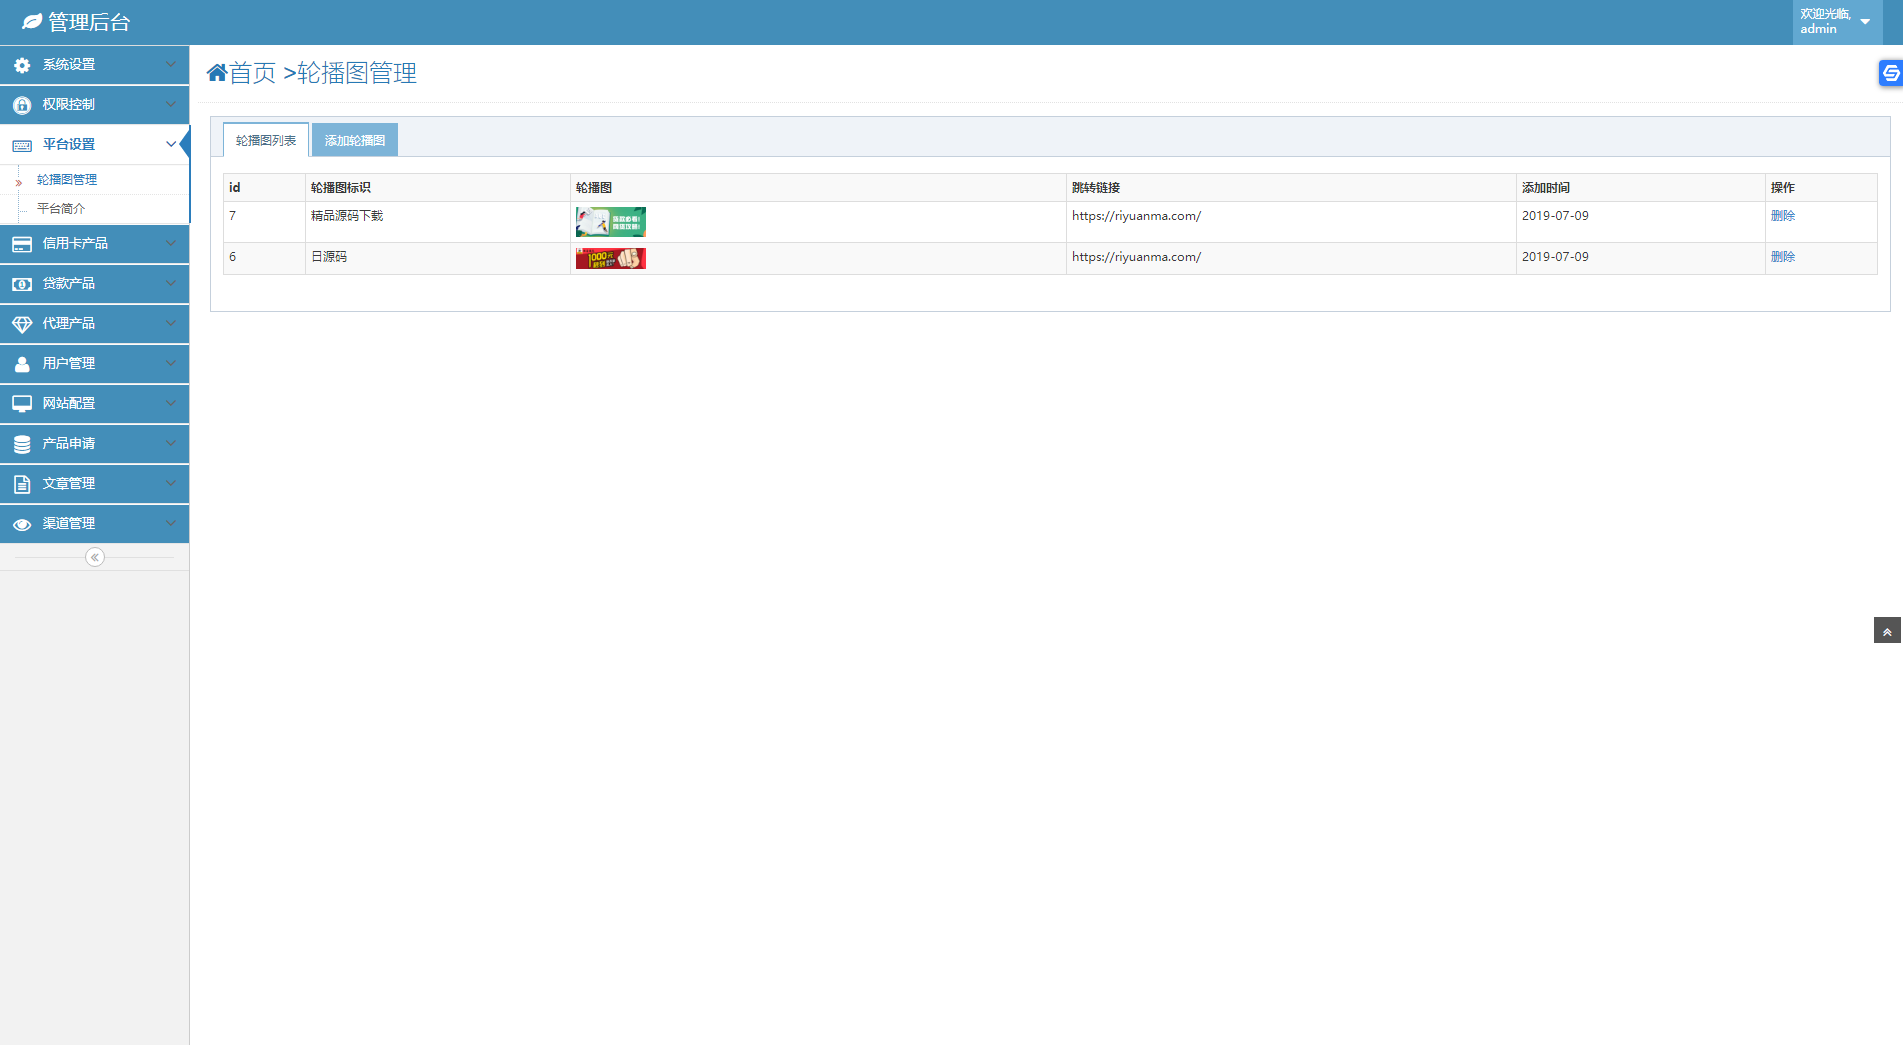 管理后台
欢迎光临,
admin
系统设置
权限控制
平台设置
轮播图管理
平台简介
信用卡产品
贷款产品
代理产品
用户管理
网站配置
产品申请
文章管理
渠道管理
首页 >轮播图管理
轮播图列表 添加轮播图
id 轮播图标识 轮播图 跳转链接 添加时间 操作
7 精品源码下载 https://riyuanma.com/ 2019-07-09 删除
6 日源码 1000元 https://riyuanma.com/ 2019-07-09 删除